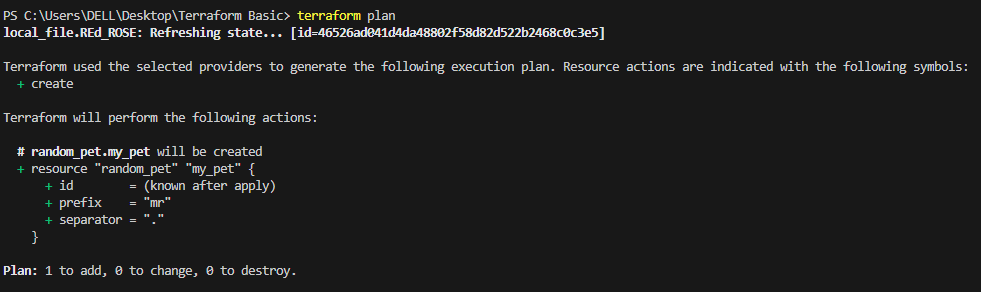 PS C:\Users\DELL\Desktop\Terraform Basic> terraform plan
local_file.REd_ROSE: Refreshing state... [id=46526ad041d4da48802f58d82d522b2468c0c3e5]
Terraform used the selected providers to generate the following execution plan. Resource actions are indicated with the following symbols:
+ create
Terraform will perform the following actions:
# random_pet.my_pet will be created
+ resource "random_pet" "my_pet" {
+ id        = (known after apply)
+ prefix    = "mr"
+ separator = "."
}
Plan: 1 to add, 0 to change, 0 to destroy.